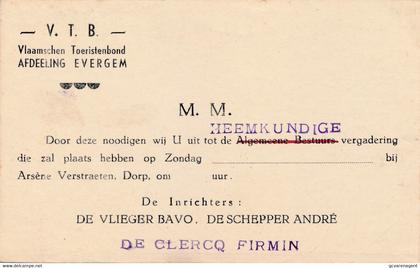 — V. T. B. —
Vlaamschen Toeristenbond
AFDEELING EVERGEM
M. M.
HEEMKUNDIGE
Door deze noodigen wij U uit tot de Algemeene Bestuurs vergadering
die zal plaats hebben op Zondag bij
Arsène Verstraeten, Dorp, om uur.
De Inrichters :
DE VLIEGER BAVO, DE SCHEPPER ANDRÉ
DE CLERCQ FIRMIN